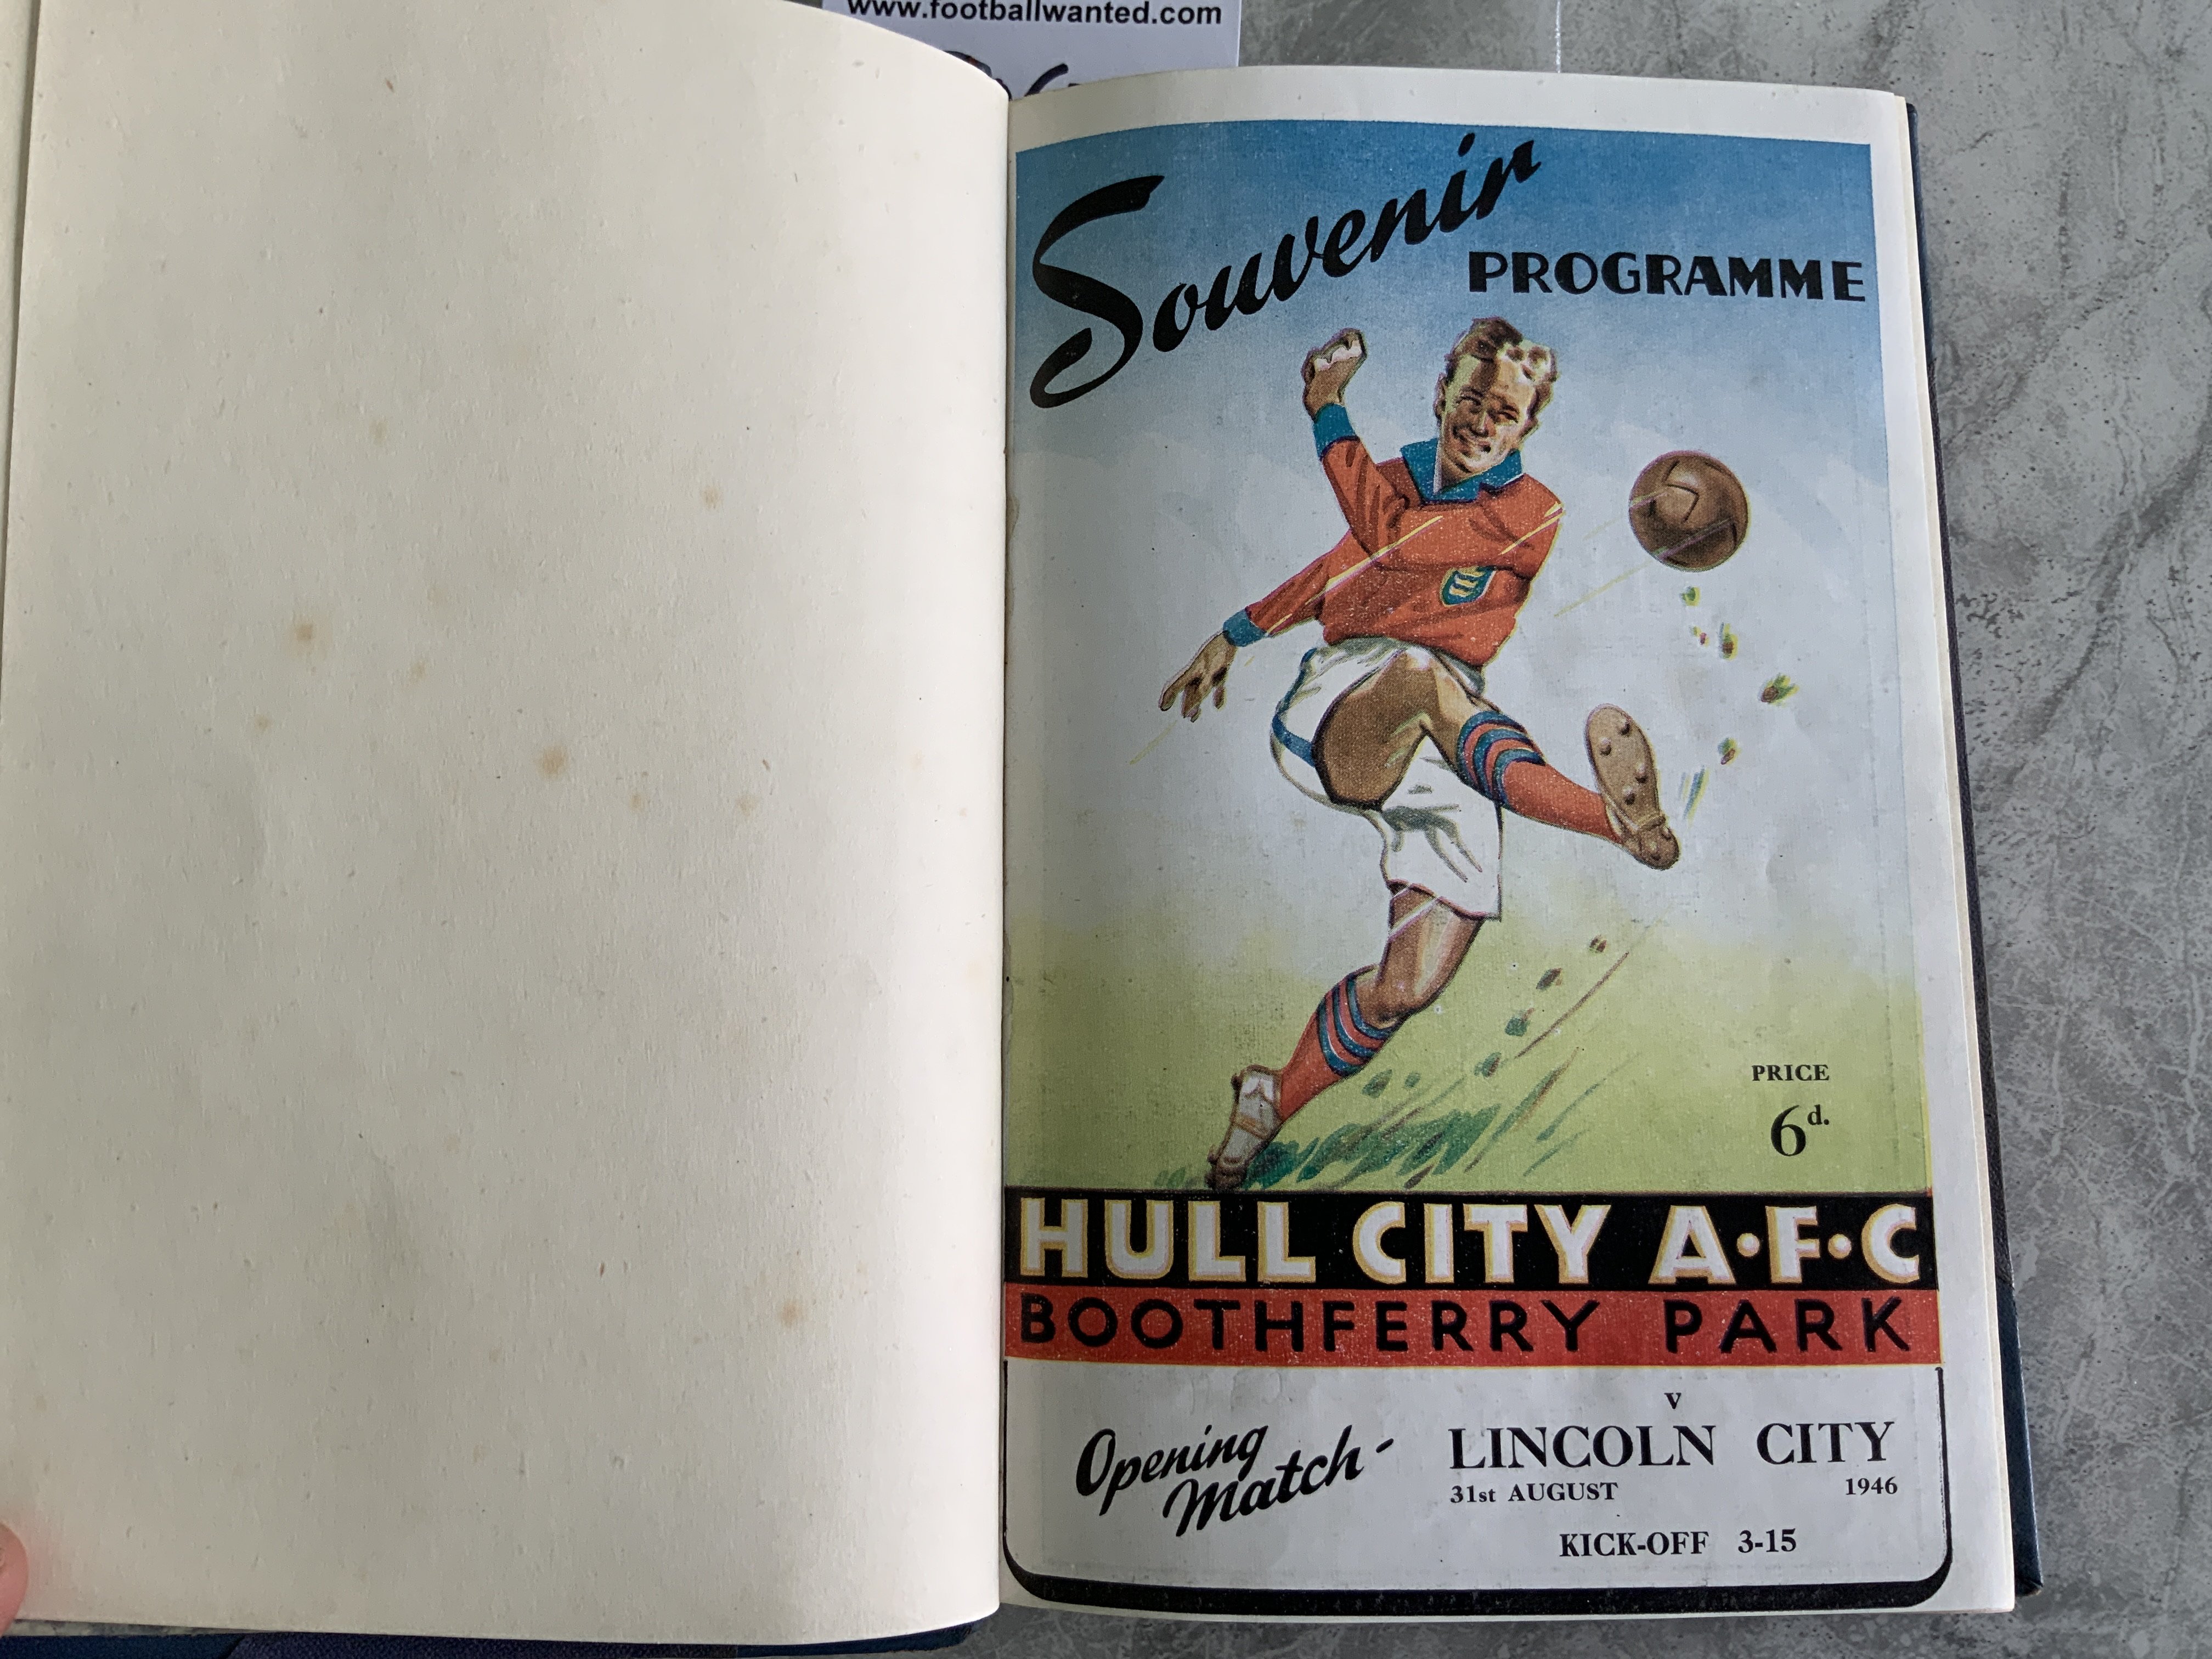 www.footballwanted.com
Souvenir
PROGRAMME
PRICE
6d.
HULL CITY A·F·C
BOOTHFERRY PARK
v
Opening
Match-
LINCOLN CITY
31st AUGUST 1946
KICK-OFF 3-15